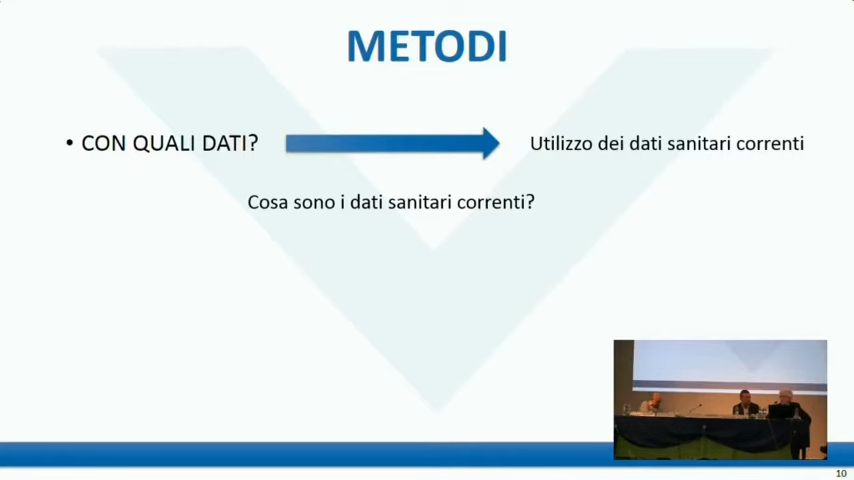 METODI
• CON QUALI DATI?
Utilizzo dei dati sanitari correnti
Cosa sono i dati sanitari correnti?
10